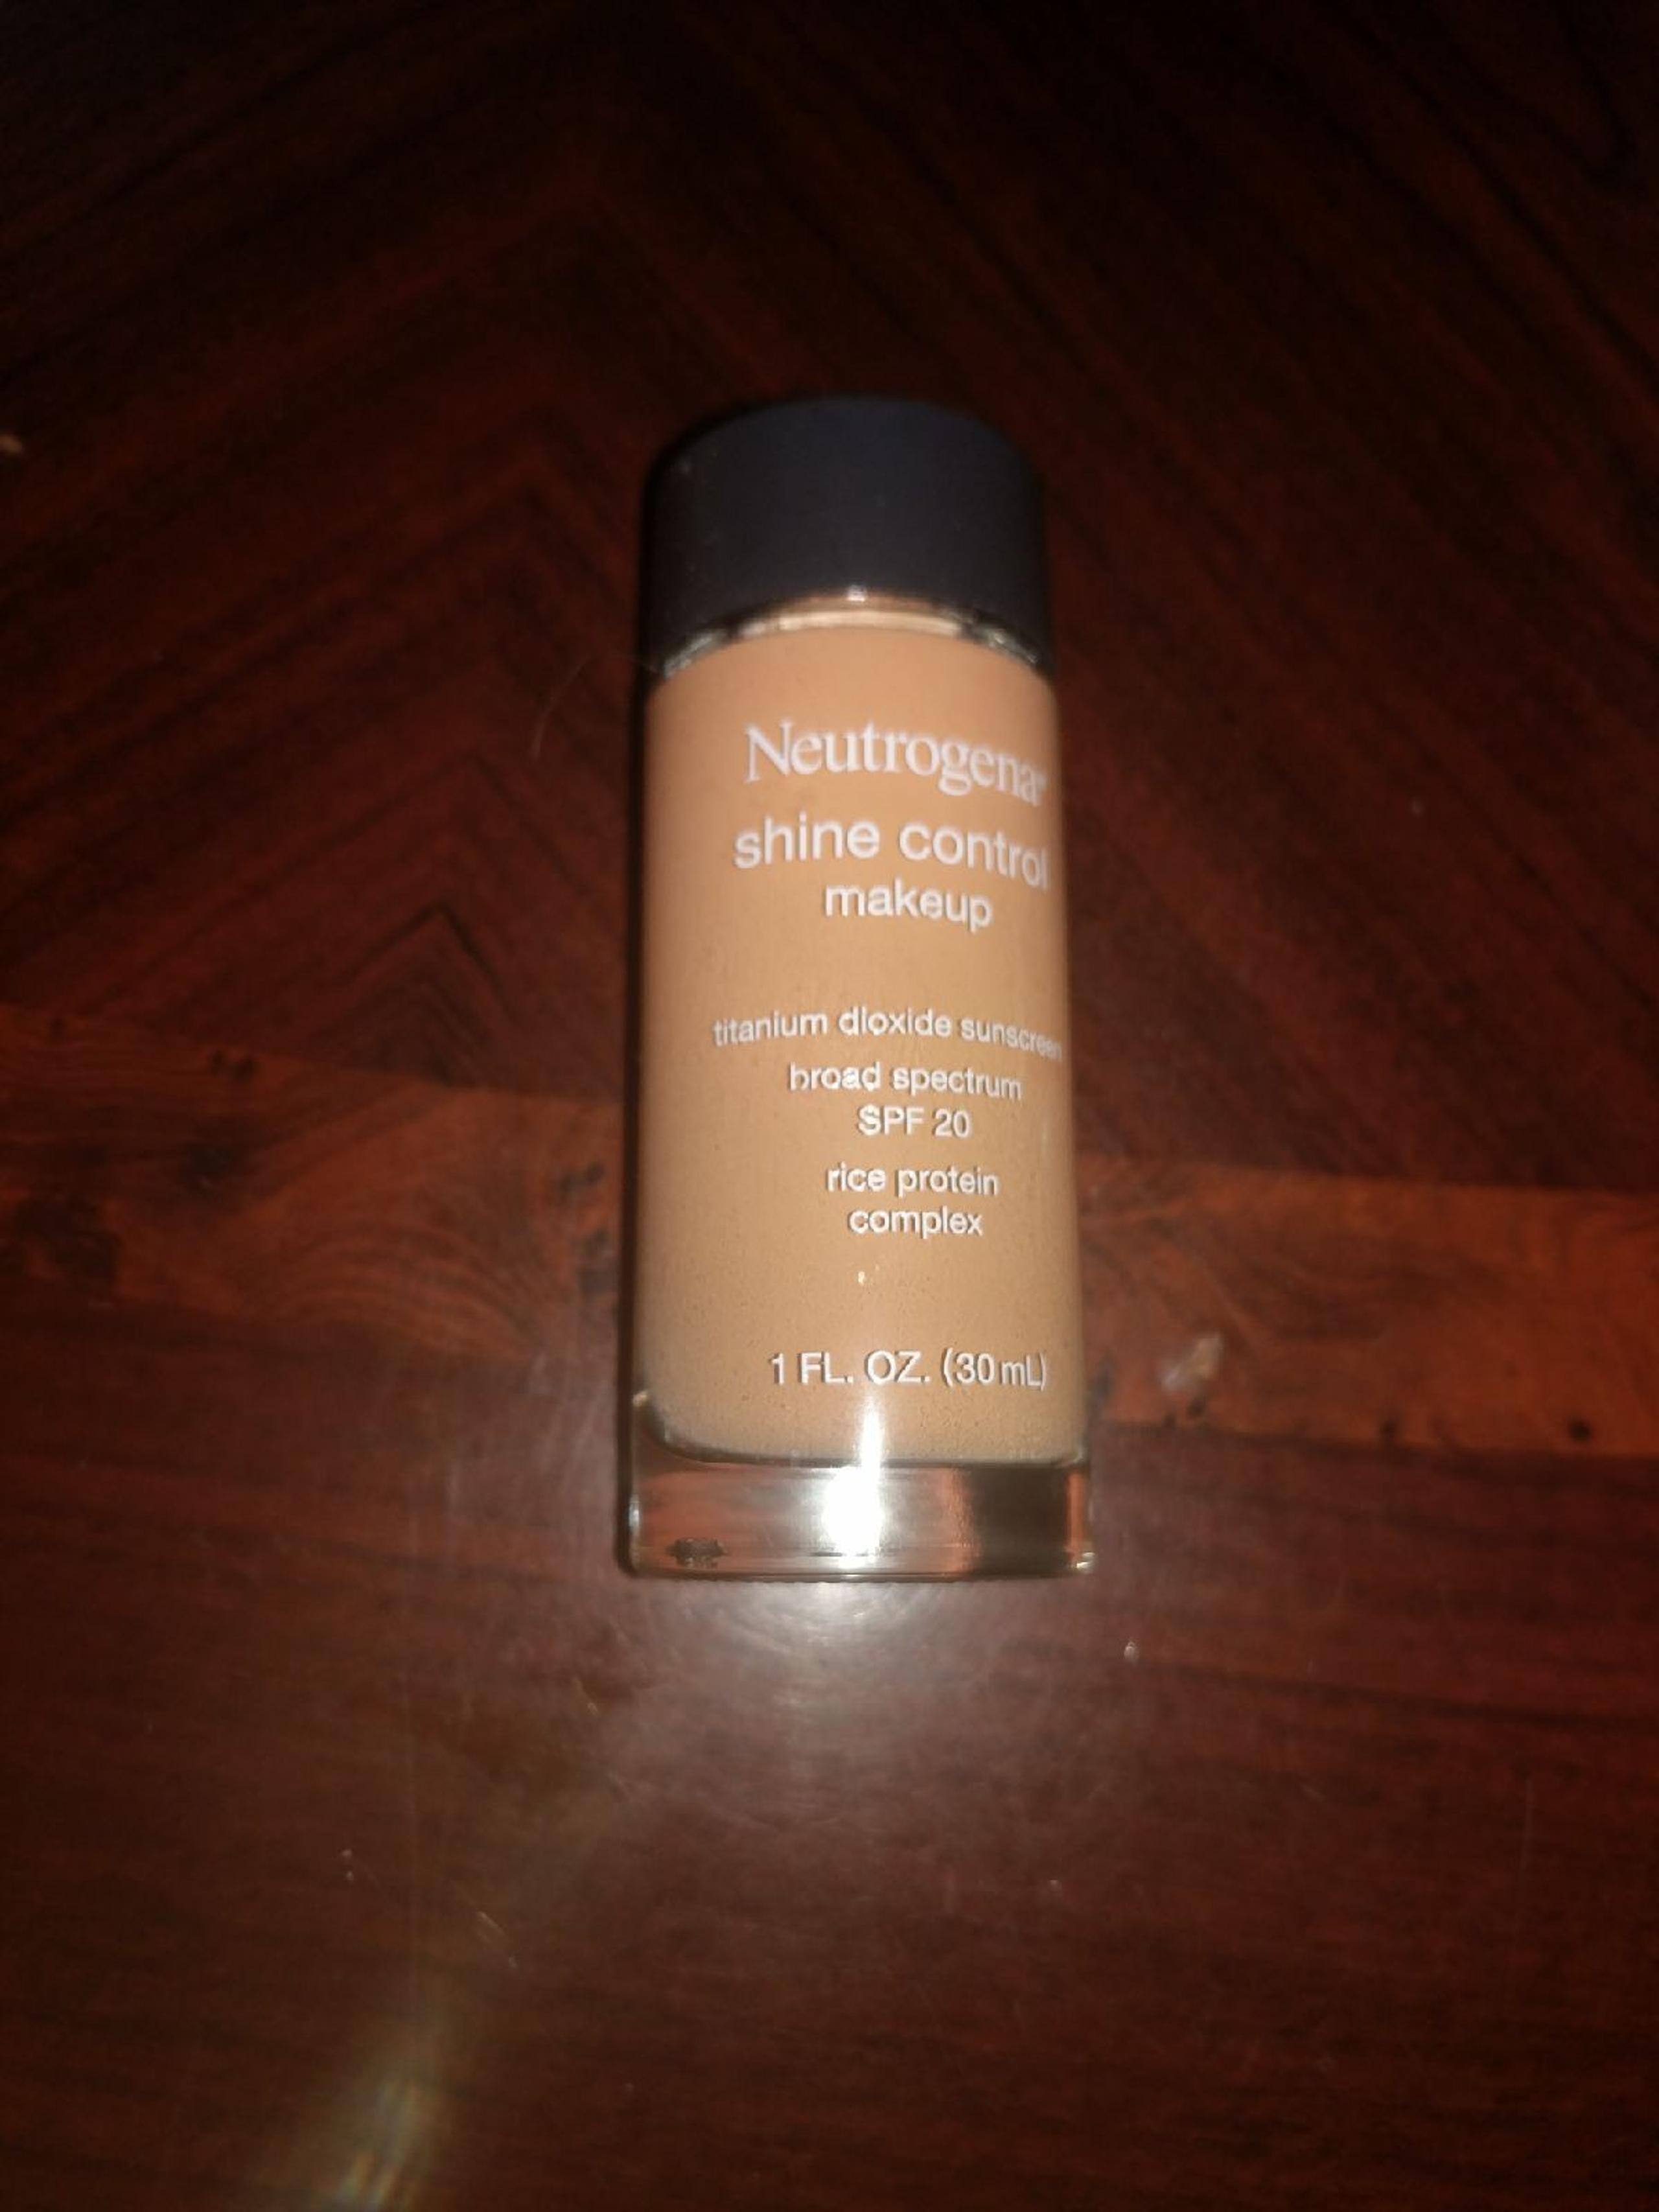 Neutrogena®
shine control
makeup
titanium dioxide sunscreen
broad spectrum
SPF 20
rice protein
complex
1 FL. OZ. (30 mL)